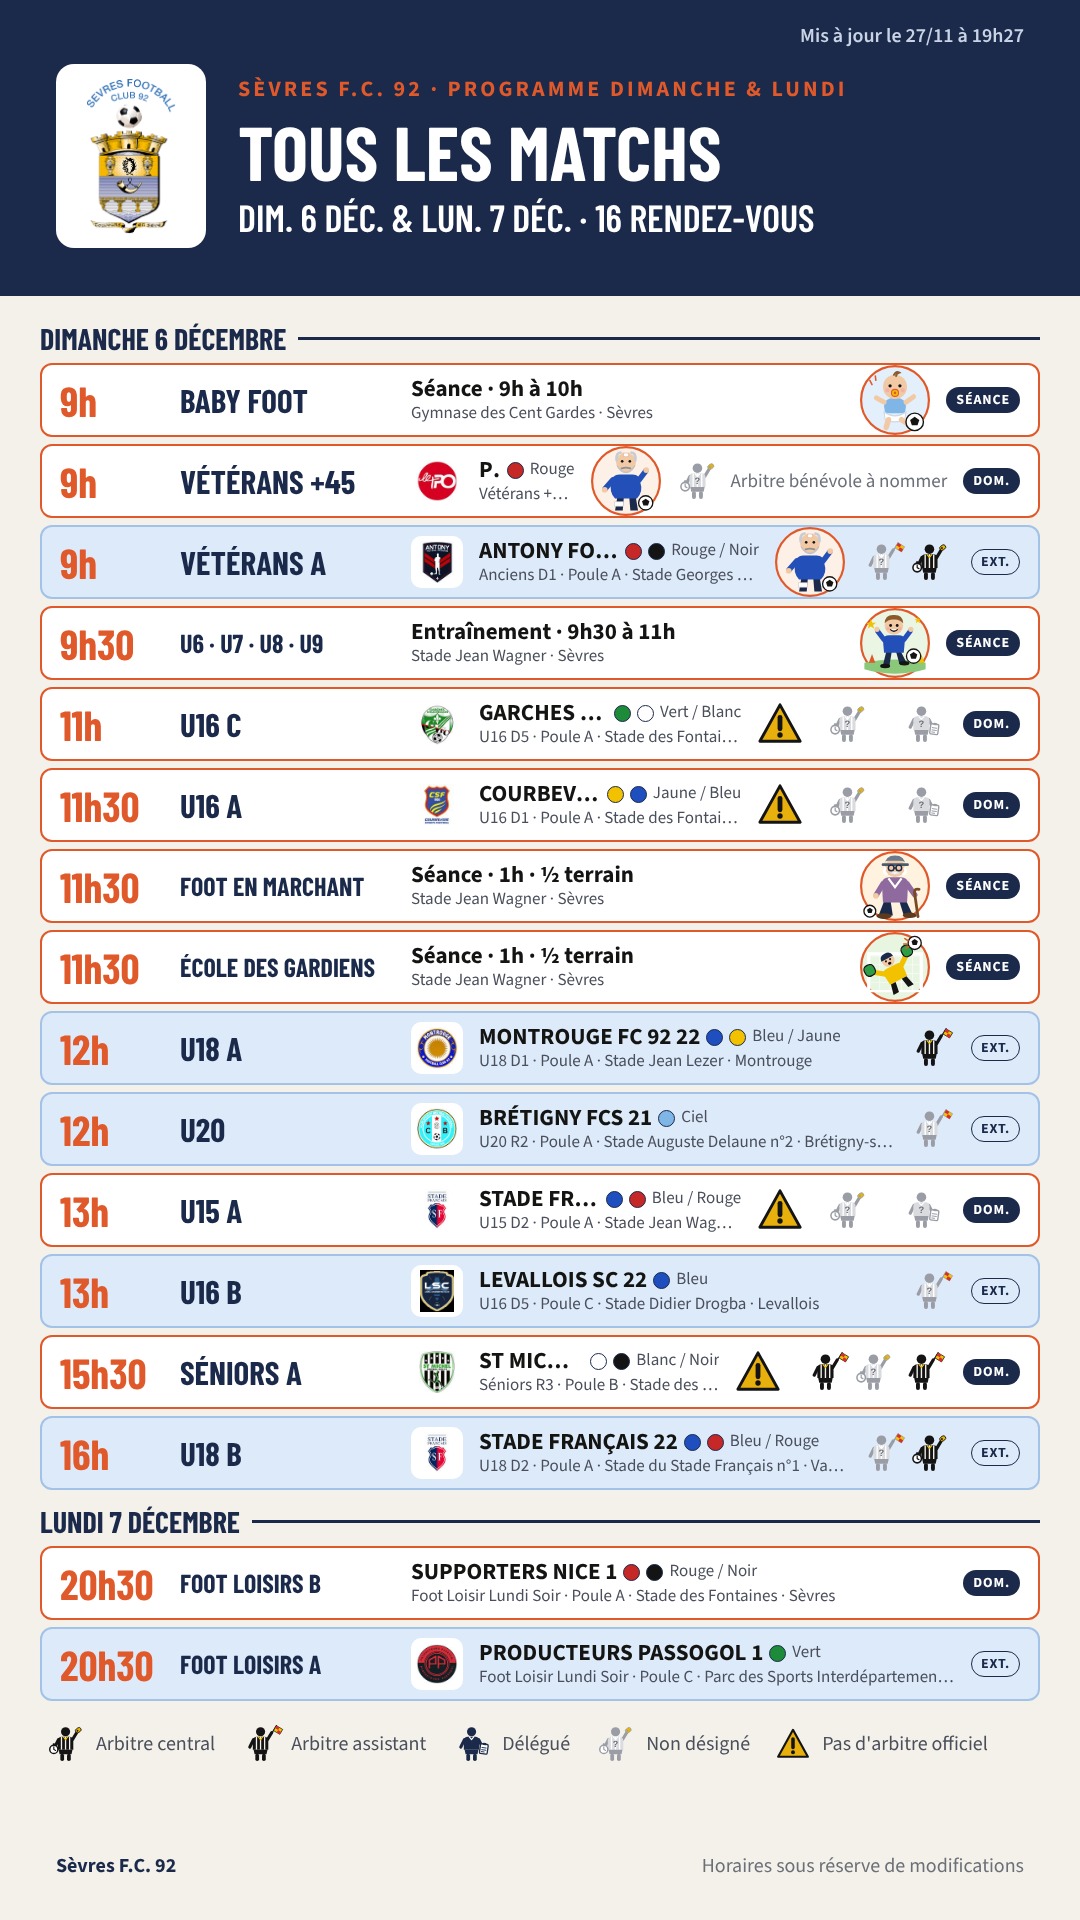 Mis à jour le 27/11 à 19h27
SEVRES FOOTBALL
CLUB 92
SÈVRES F.C. 92 · PROGRAMME DIMANCHE & LUNDI
TOUS LES MATCHS
DIM. 6 DÉC. & LUN. 7 DÉC. · 16 RENDEZ-VOUS
DIMANCHE 6 DÉCEMBRE
9h BABY FOOT Séance · 9h à 10h SÉANCE
Gymnase des Cent Gardes · Sèvres
9h VÉTÉRANS +45 P. Rouge Arbitre bénévole à nommer DOM.
Vétérans +…
9h VÉTÉRANS A ANTONY FO… Rouge / Noir EXT.
Anciens D1 · Poule A · Stade Georges …
9h30 U6 · U7 · U8 · U9 Entraînement · 9h30 à 11h SÉANCE
Stade Jean Wagner · Sèvres
11h U16 C GARCHES … Vert / Blanc DOM.
U16 D5 · Poule A · Stade des Fontai…
11h30 U16 A COURBEV… Jaune / Bleu DOM.
U16 D1 · Poule A · Stade des Fontai…
11h30 FOOT EN MARCHANT Séance · 1h · ½ terrain SÉANCE
Stade Jean Wagner · Sèvres
11h30 ÉCOLE DES GARDIENS Séance · 1h · ½ terrain SÉANCE
Stade Jean Wagner · Sèvres
12h U18 A MONTROUGE FC 92 22 Bleu / Jaune EXT.
U18 D1 · Poule A · Stade Jean Lezer · Montrouge
12h U20 BRÉTIGNY FCS 21 Ciel EXT.
U20 R2 · Poule A · Stade Auguste Delaune n°2 · Brétigny-s…
13h U15 A STADE FR… Bleu / Rouge DOM.
U15 D2 · Poule A · Stade Jean Wag…
13h U16 B LSC LEVALLOIS SC 22 Bleu EXT.
U16 D5 · Poule C · Stade Didier Drogba · Levallois
15h30 SÉNIORS A ST MIC… Blanc / Noir DOM.
Séniors R3 · Poule B · Stade des …
16h U18 B STADE FRANÇAIS 22 Bleu / Rouge EXT.
U18 D2 · Poule A · Stade du Stade Français n°1 · Va…
LUNDI 7 DÉCEMBRE
20h30 FOOT LOISIRS B SUPPORTERS NICE 1 Rouge / Noir DOM.
Foot Loisir Lundi Soir · Poule A · Stade des Fontaines · Sèvres
20h30 FOOT LOISIRS A PRODUCTEURS PASSOGOL 1 Vert EXT.
Foot Loisir Lundi Soir · Poule C · Parc des Sports Interdépartemen…
Arbitre central Arbitre assistant Délégué Non désigné Pas d'arbitre officiel
Sèvres F.C. 92 Horaires sous réserve de modifications